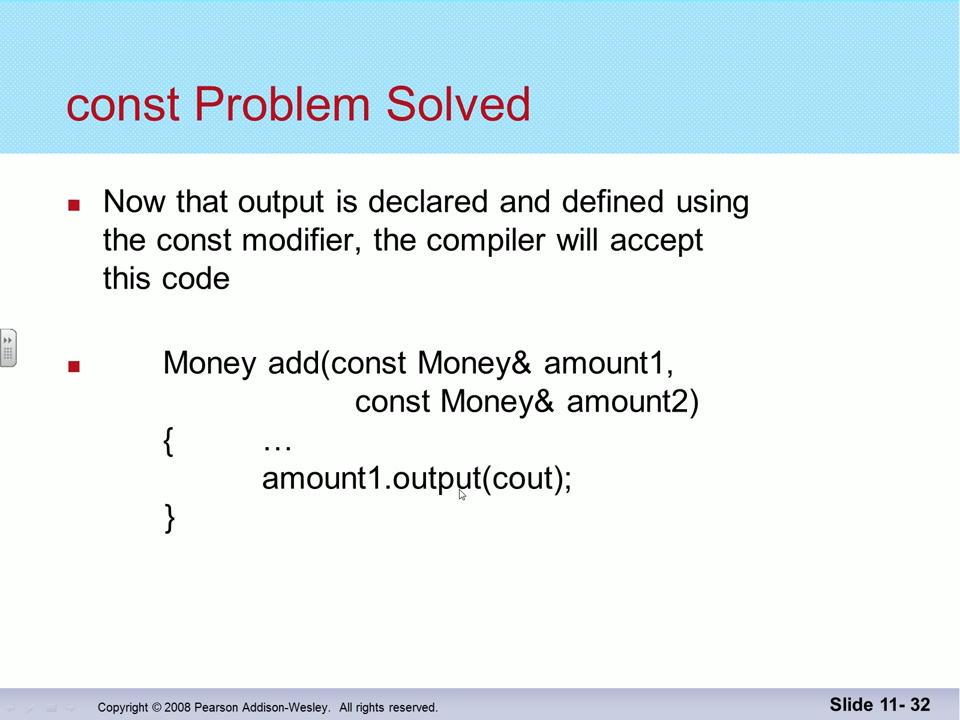 const Problem Solved
Now that output is declared and defined using
the const modifier, the compiler will accept
this code
Money add(const Money& amount1,
const Money& amount2)
{ …
amount1.output(cout);
}
Copyright © 2008 Pearson Addison-Wesley. All rights reserved.
Slide 11- 32